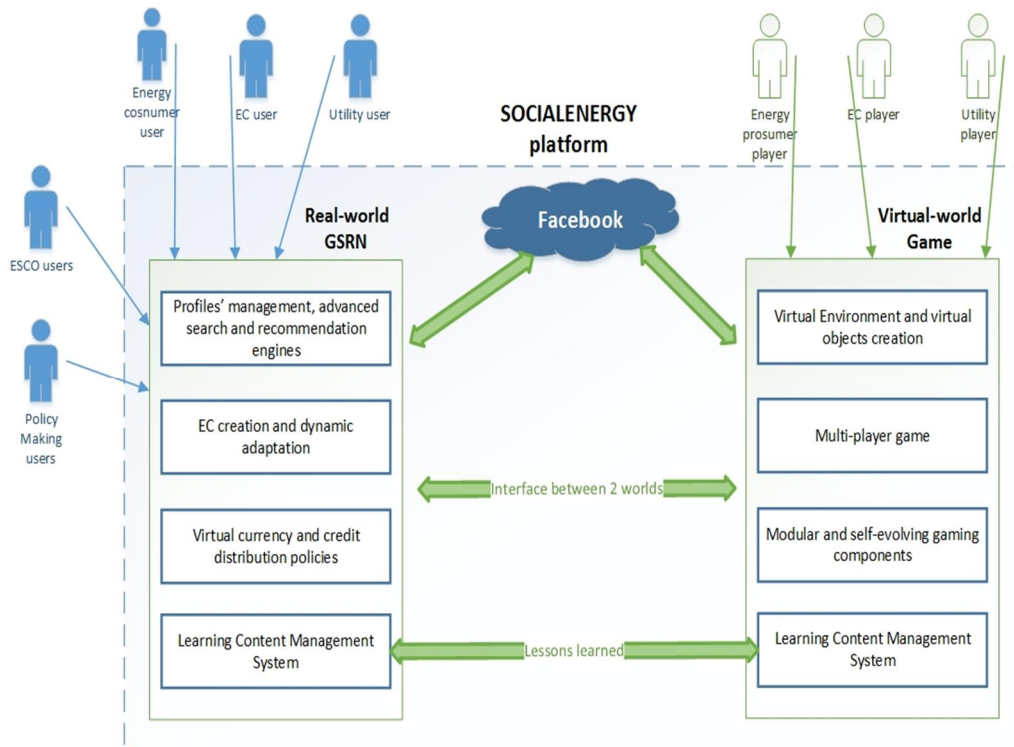 Energy
cosnumer
user
EC user
Utility user
SOCIALENERGY
platform
Energy
prosumer
player
EC player
Utility
player
ESCO users
Policy
Making
users
Real-world
GSRN
Facebook
Virtual-world
Game
Profiles' management, advanced
search and recommendation
engines
EC creation and dynamic
adaptation
Virtual currency and credit
distribution policies
Learning Content Management
System
Interface between 2 worlds
Lessons learned
Virtual Environment and virtual
objects creation
Multi-player game
Modular and self-evolving gaming
components
Learning Content Management
System